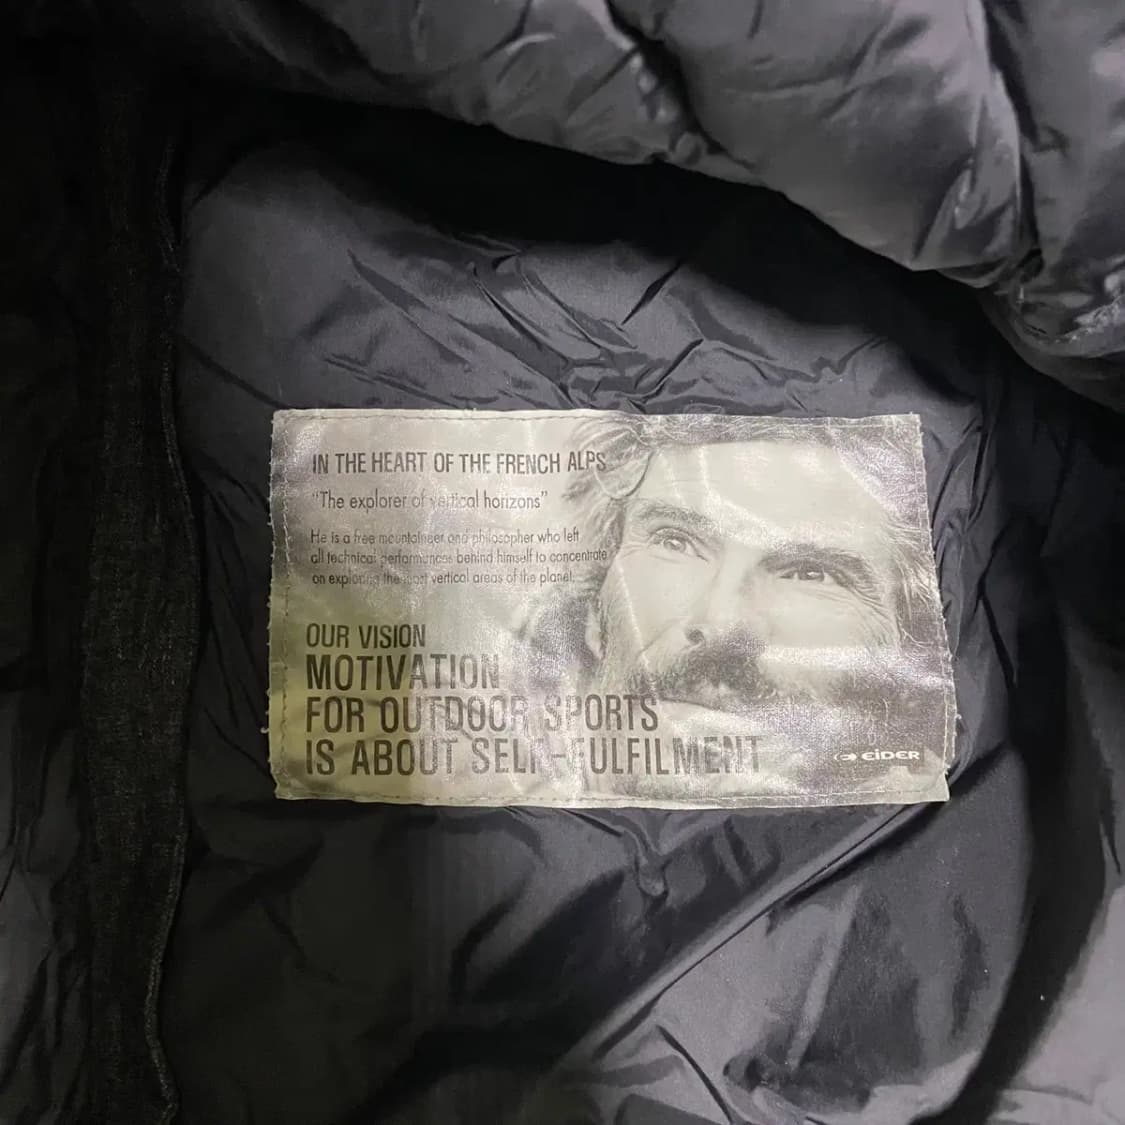 IN THE HEART OF THE FRENCH ALPS
"The explorer of vertical horizons"
He is a free mountaineer and philosopher who left
all technical performances behind himself to concentrate
on exploring the most vertical areas of the planet.
OUR VISION
MOTIVATION
FOR OUTDOOR SPORTS
IS ABOUT SELF-FULFILMENT
EiDER